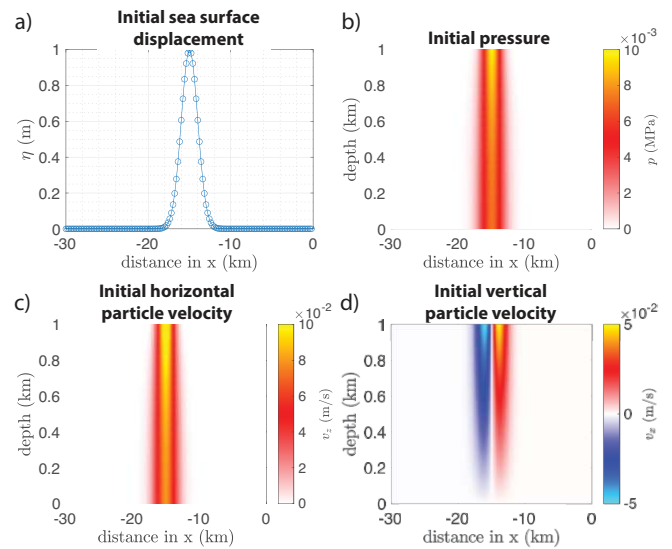 a)
Initial sea surface
displacement
1
0.8
0.6
0.4
0.2
0
η (m)
-30
-20
-10
0
distance in x (km)
b)
Initial pressure
1
0.8
0.6
0.4
0.2
0
depth (km)
-30
-20
-10
0
distance in x (km)
×10-3
10
8
6
4
2
0
p (MPa)
c)
Initial horizontal
particle velocity
1
0.8
0.6
0.4
0.2
0
depth (km)
-30
-20
-10
0
distance in x (km)
×10-2
10
8
6
4
2
0
vz (m/s)
d)
Initial vertical
particle velocity
1
0.8
0.6
0.4
0.2
0
depth (km)
-30
-20
-10
0
distance in x (km)
×10-2
5
0
-5
vx (m/s)